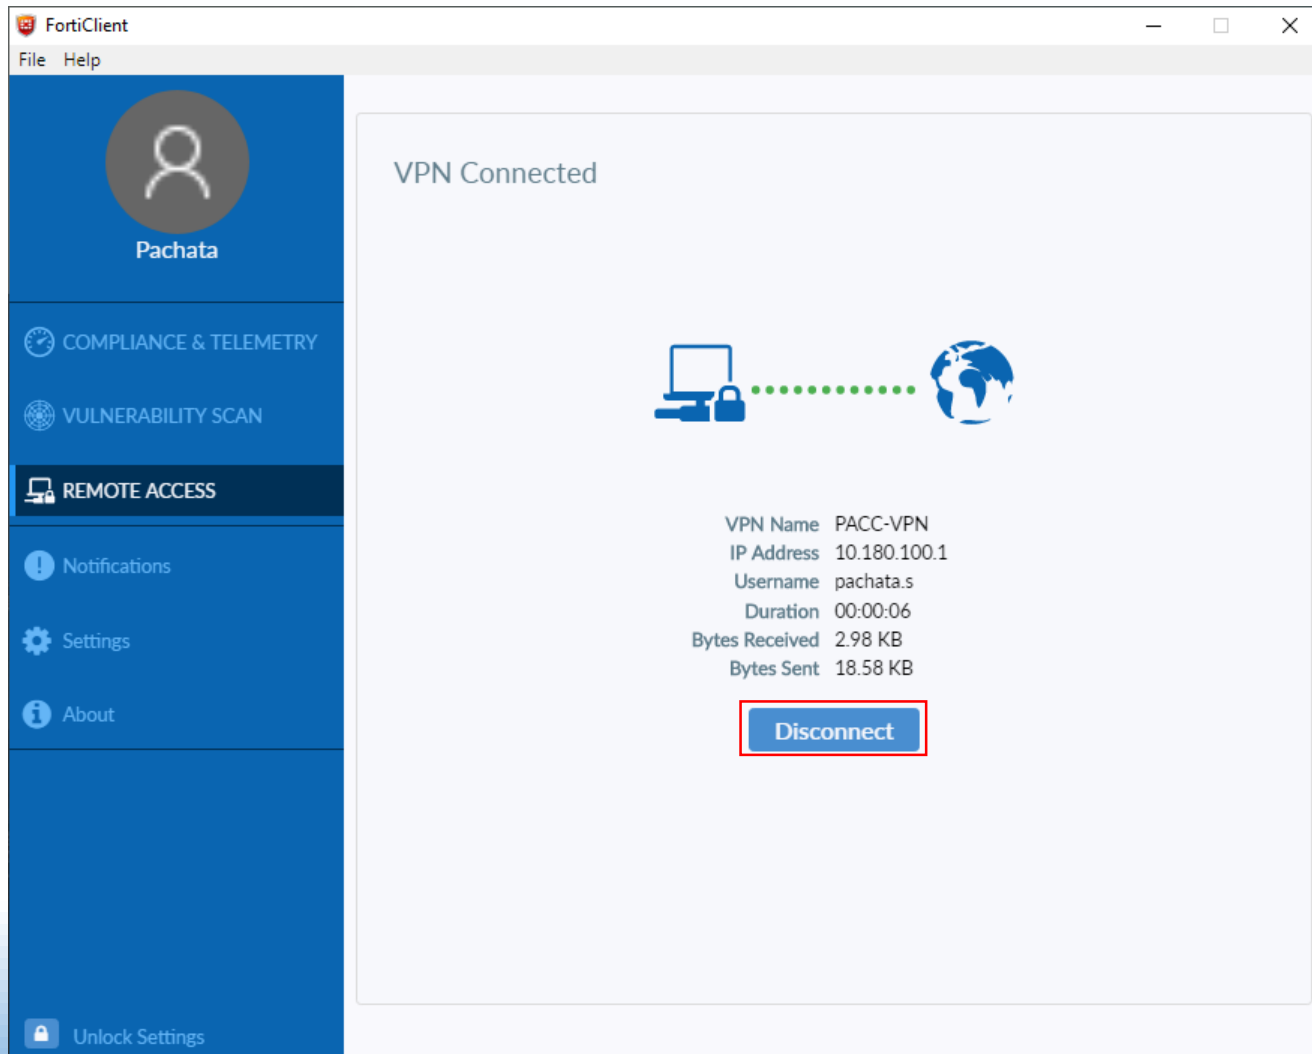 FortiClient
File Help
Pachata
COMPLIANCE & TELEMETRY
VULNERABILITY SCAN
REMOTE ACCESS
Notifications
Settings
About
Unlock Settings
VPN Connected
VPN Name PACC-VPN
IP Address 10.180.100.1
Username pachata.s
Duration 00:00:06
Bytes Received 2.98 KB
Bytes Sent 18.58 KB
Disconnect